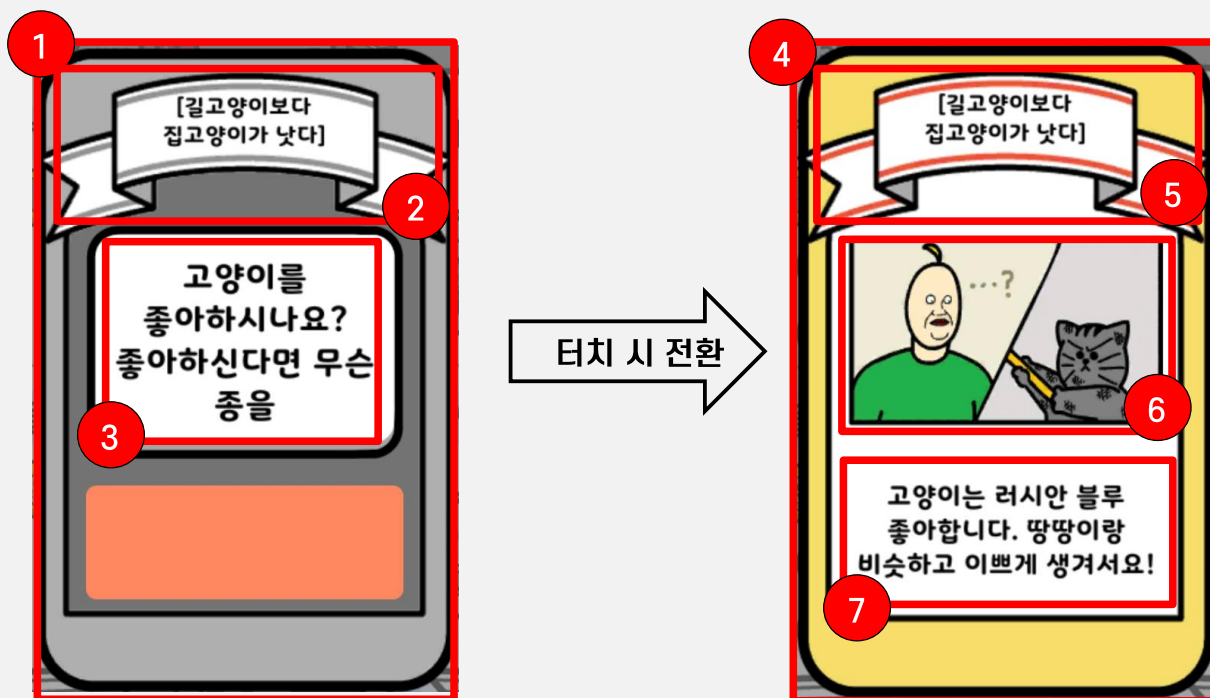 1
[길고양이보다
집고양이가 낫다]
2
고양이를
좋아하시나요?
좋아하신다면 무슨
종을
3
터치 시 전환
4
[길고양이보다
집고양이가 낫다]
5
...?
6
고양이는 러시안 블루
좋아합니다. 땅땅이랑
비슷하고 이쁘게 생겨서요!
7